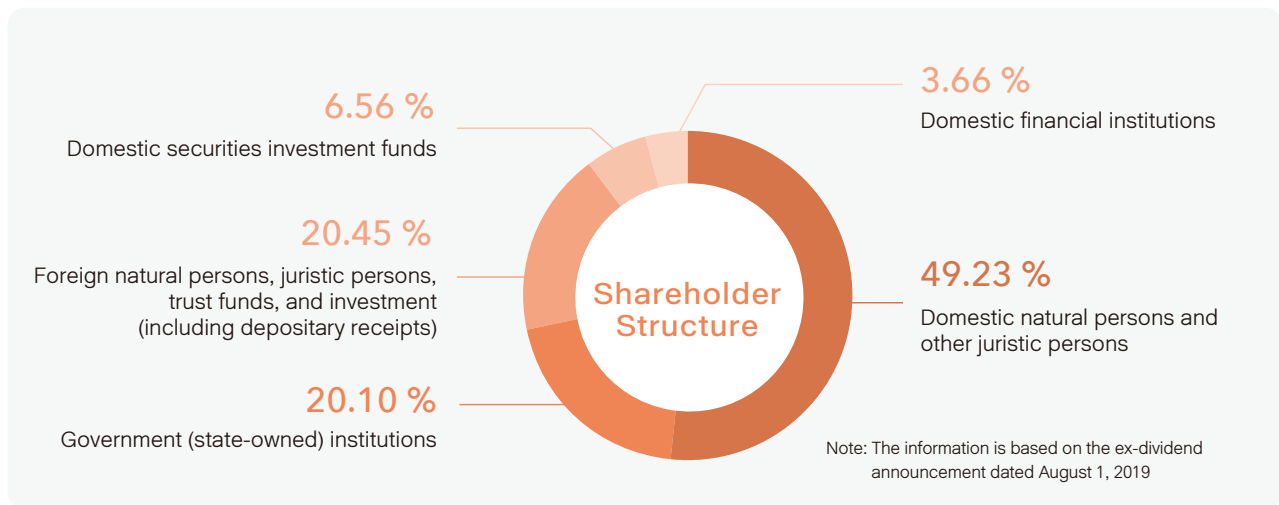 6.56 %
Domestic securities investment funds
20.45 %
Foreign natural persons, juristic persons,
trust funds, and investment
(including depositary receipts)
20.10 %
Government (state-owned) institutions
Shareholder
Structure
3.66 %
Domestic financial institutions
49.23 %
Domestic natural persons and
other juristic persons
Note: The information is based on the ex-dividend
announcement dated August 1, 2019